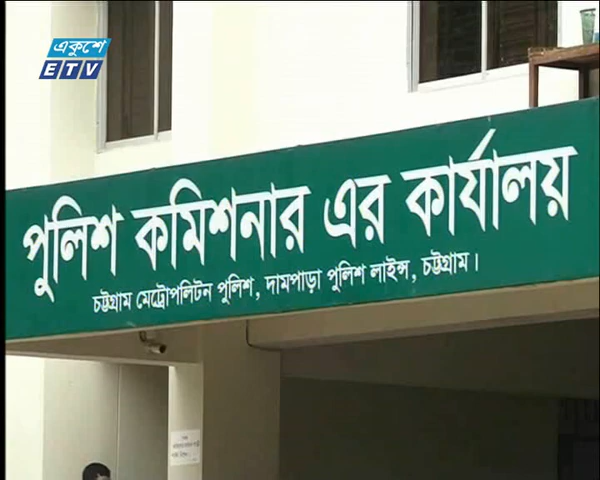 একুশে
ETV
পুলিশ কমিশনার এর কার্যালয়
চট্টগ্রাম মেট্রোপলিটন পুলিশ, দামপাড়া পুলিশ লাইন্স, চট্টগ্রাম।